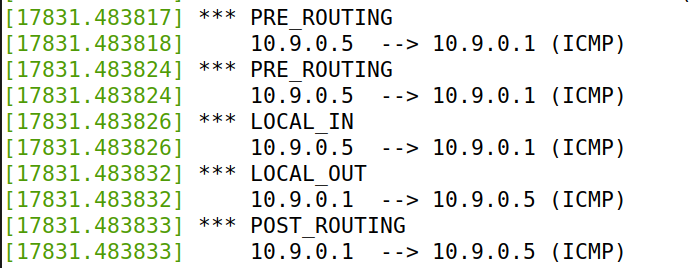 [17831.483817] *** PRE_ROUTING
[17831.483818]     10.9.0.5  --> 10.9.0.1 (ICMP)
[17831.483824] *** PRE_ROUTING
[17831.483824]     10.9.0.5  --> 10.9.0.1 (ICMP)
[17831.483826] *** LOCAL_IN
[17831.483826]     10.9.0.5  --> 10.9.0.1 (ICMP)
[17831.483832] *** LOCAL_OUT
[17831.483832]     10.9.0.1  --> 10.9.0.5 (ICMP)
[17831.483833] *** POST_ROUTING
[17831.483833]     10.9.0.1  --> 10.9.0.5 (ICMP)